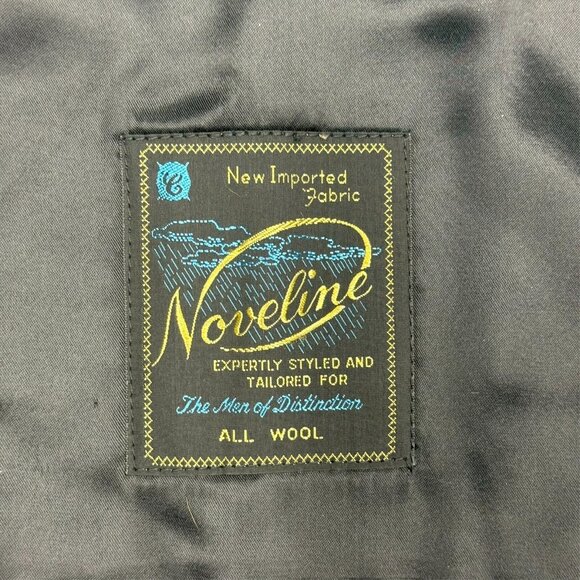 C
New Imported
Fabric
Noveline
EXPERTLY STYLED AND
TAILORED FOR
The Men of Distinction
ALL WOOL